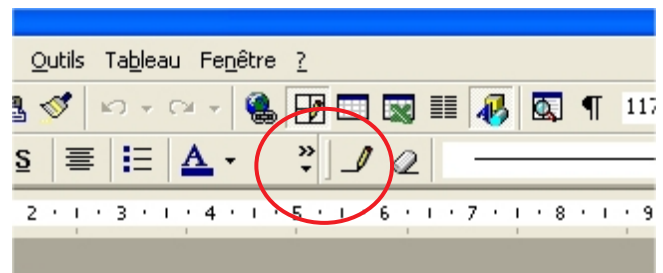 Outils Tableau Fenêtre ?
¶ 117
S A
2 · 3 · 4 · 5 · 6 · 7 · 8 · 9